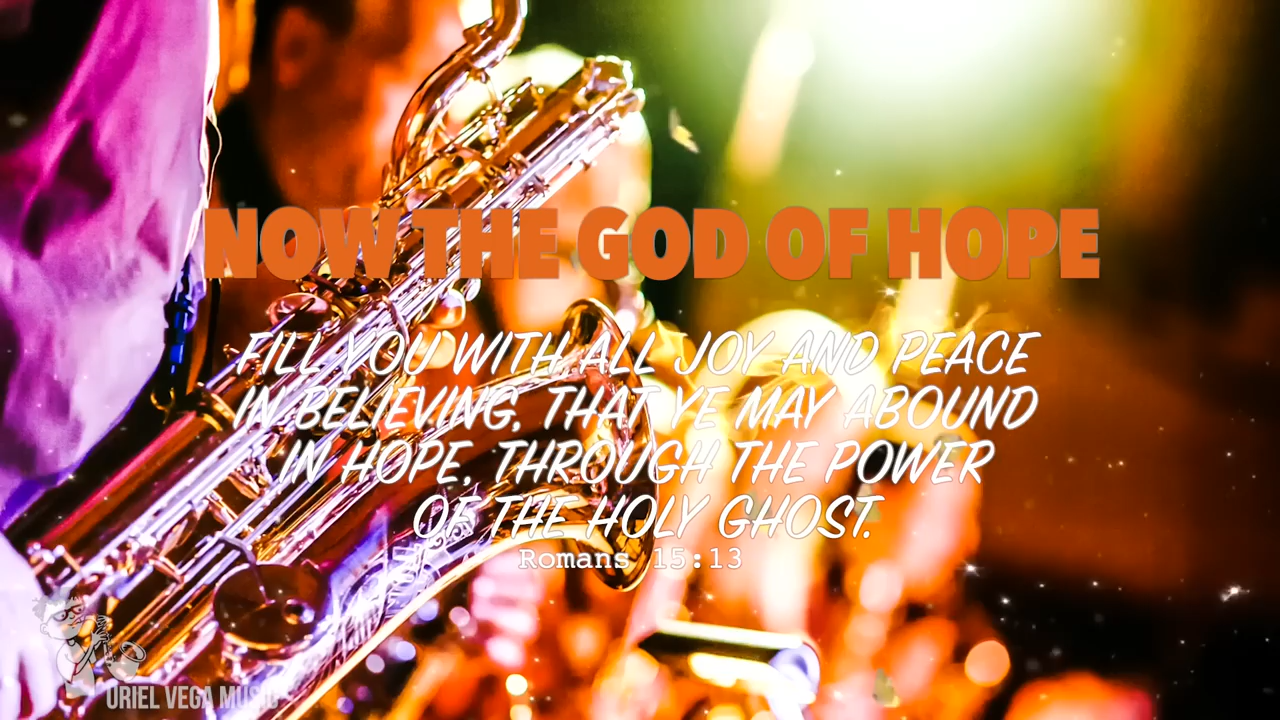 NOW THE GOD OF HOPE
FILL YOU WITH ALL JOY AND PEACE
IN BELIEVING, THAT YE MAY ABOUND
IN HOPE, THROUGH THE POWER
OF THE HOLY GHOST.
Romans 15:13
URIEL VEGA MUSIC